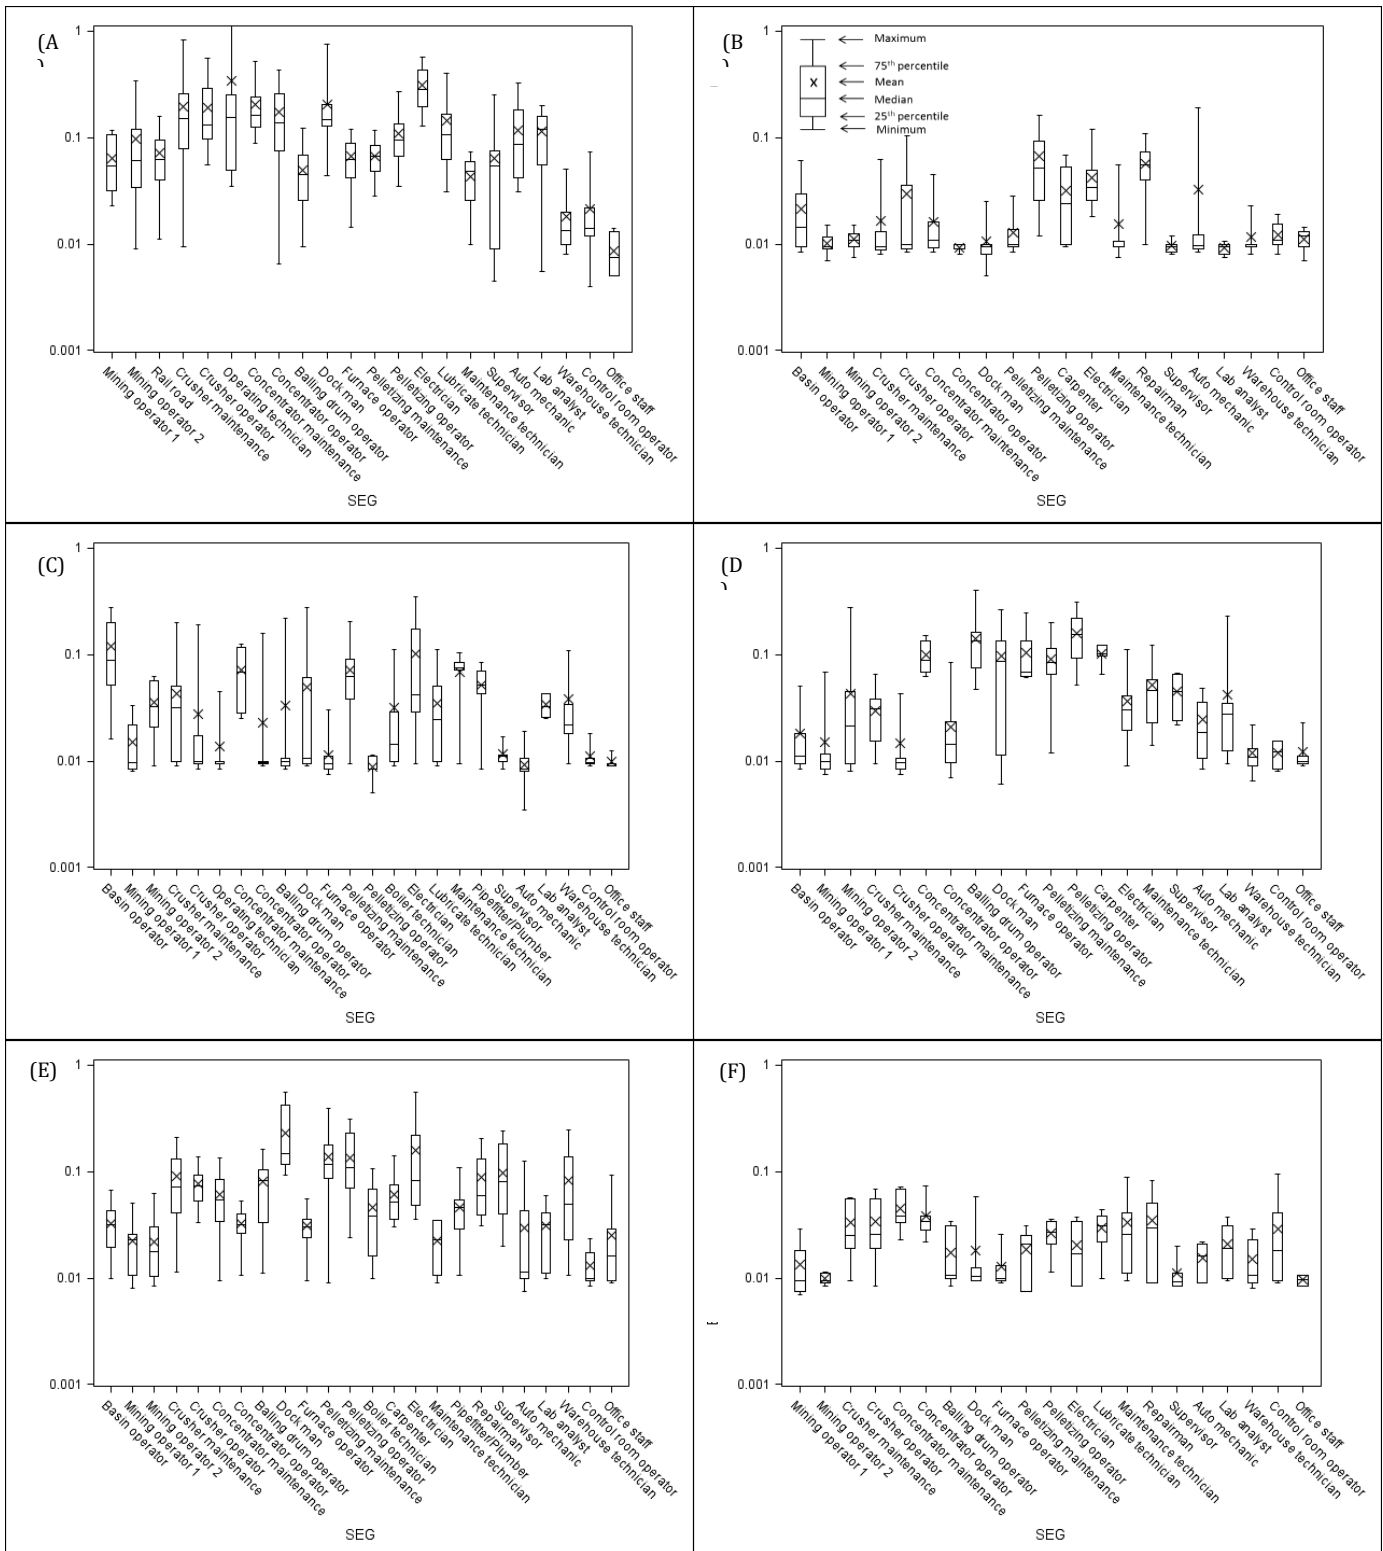 (A
)
1
0.1
0.01
0.001
Mining operator 1
Mining operator 2
Rail road
Crusher maintenance
Crusher operator
Operating technician
Concentrator maintenance
Concentrator operator
Balling drum operator
Dock man
Furnace operator
Pelletizing maintenance
Pelletizing operator
Electrician
Lubricate technician
Maintenance technician
Supervisor
Auto mechanic
Lab analyst
Warehouse technician
Control room operator
Office staff
SEG
(B
)
1
0.1
0.01
0.001
Maximum
75th percentile
Mean
Median
25th percentile
Minimum
Basin operator
Mining operator 1
Mining operator 2
Crusher maintenance
Crusher operator
Concentrator maintenance
Concentrator operator
Dock man
Pelletizing maintenance
Pelletizing operator
Carpenter
Electrician
Maintenance technician
Repairman
Supervisor
Auto mechanic
Lab analyst
Warehouse technician
Control room operator
Office staff
SEG
(C)
1
0.1
0.01
0.001
Basin operator
Mining operator 1
Mining operator 2
Crusher maintenance
Crusher operator
Operating technician
Concentrator maintenance
Concentrator operator
Balling drum operator
Dock man
Furnace operator
Pelletizing maintenance
Pelletizing operator
Boiler technician
Electrician
Lubricate technician
Maintenance technician
Pipefitter/Plumber
Supervisor
Auto mechanic
Lab analyst
Warehouse technician
Control room operator
Office staff
SEG
(D
)
1
0.1
0.01
0.001
Basin operator
Mining operator 1
Mining operator 2
Crusher maintenance
Crusher operator
Concentrator maintenance
Concentrator operator
Balling drum operator
Dock man
Furnace operator
Pelletizing maintenance
Pelletizing operator
Carpenter
Electrician
Maintenance technician
Supervisor
Auto mechanic
Lab analyst
Warehouse technician
Control room operator
Office staff
SEG
(E)
1
0.1
0.01
0.001
Basin operator
Mining operator 1
Mining operator 2
Crusher maintenance
Crusher operator
Concentrator maintenance
Concentrator operator
Balling drum operator
Dock man
Furnace operator
Pelletizing maintenance
Pelletizing operator
Boiler technician
Carpenter
Electrician
Maintenance technician
Pipefitter/Plumber
Repairman
Supervisor
Auto mechanic
Lab analyst
Warehouse technician
Control room operator
Office staff
SEG
(F)
1
0.1
0.01
0.001
Mining operator 1
Mining operator 2
Crusher maintenance
Crusher operator
Concentrator maintenance
Concentrator operator
Balling drum operator
Dock man
Furnace operator
Pelletizing maintenance
Pelletizing operator
Electrician
Lubricate technician
Maintenance technician
Repairman
Supervisor
Auto mechanic
Lab analyst
Warehouse technician
Control room operator
Office staff
SEG